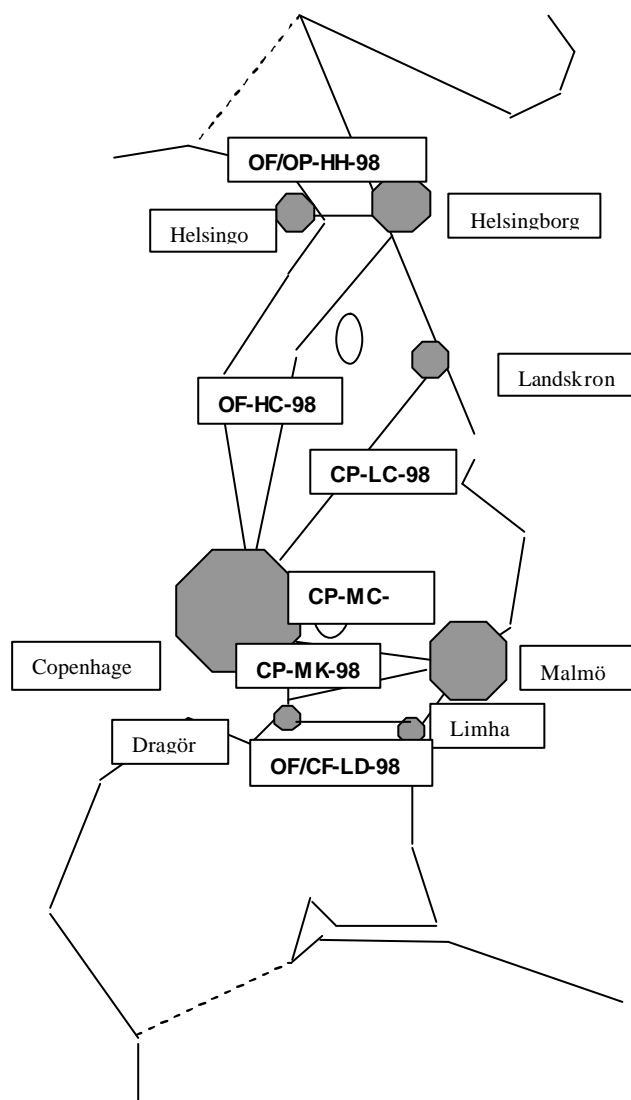 OF/OP-HH-98
Helsingo
Helsingborg
Landskron
OF-HC-98
CP-LC-98
CP-MC-
Copenhage
CP-MK-98
Malmö
Limha
Dragör
OF/CF-LD-98